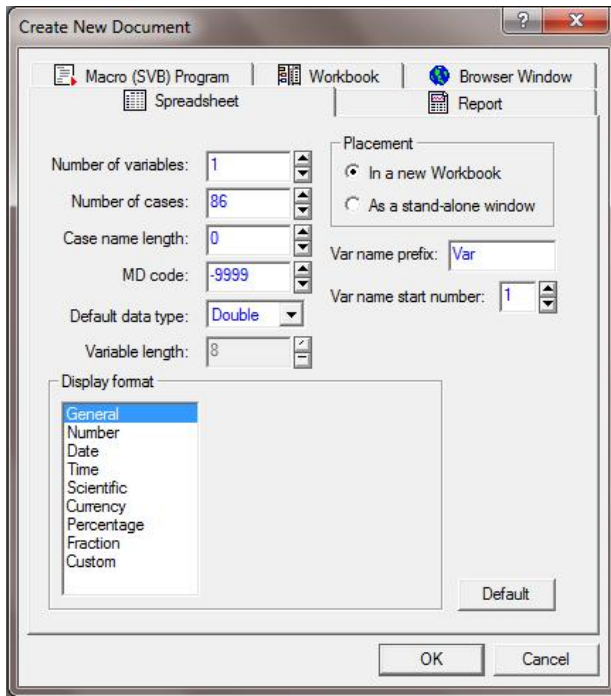 Create New Document
Macro (SVB) Program
Workbook
Browser Window
Spreadsheet
Report
Number of variables: 1
Number of cases: 86
Case name length: 0
MD code: -9999
Default data type: Double
Variable length: 8
Placement
In a new Workbook
As a stand-alone window
Var name prefix: Var
Var name start number: 1
Display format
General
Number
Date
Time
Scientific
Currency
Percentage
Fraction
Custom
Default
OK
Cancel